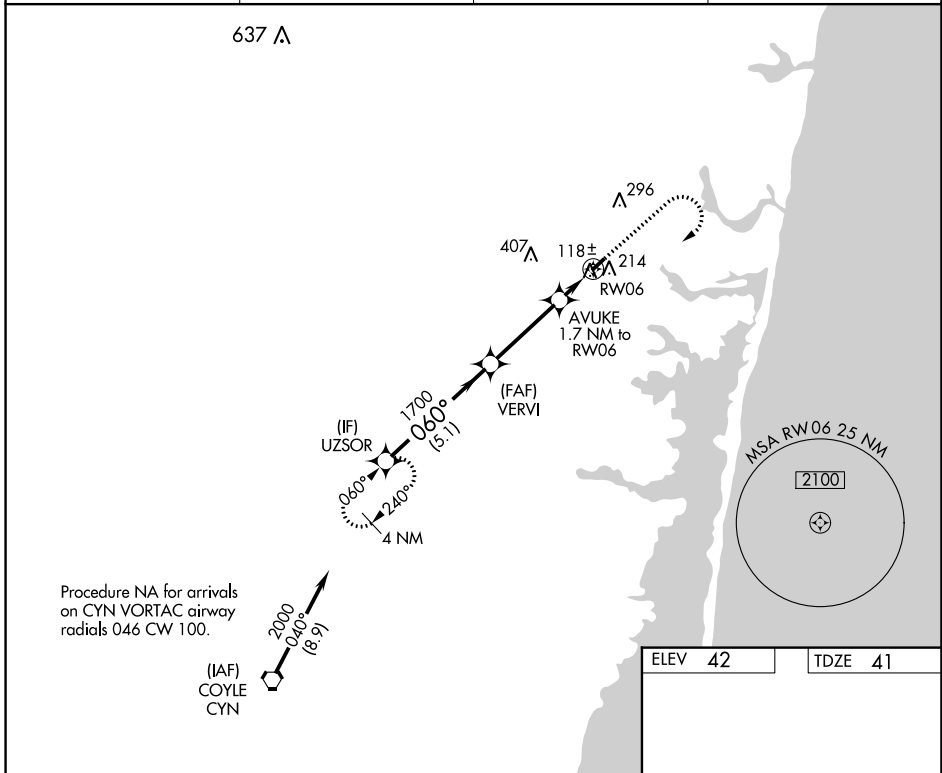 637
296
407
118±
214
RW06
AVUKE
1.7 NM to
RW06
(FAF)
VERVI
1700
060°
(5.1)
(IF)
UZSOR
060°
240°
4 NM
MSA RW 06 25 NM
2100
Procedure NA for arrivals
on CYN VORTAC airway
radials 046 CW 100.
2000
040°
(8.9)
(IAF)
COYLE
CYN
ELEV 42
TDZE 41